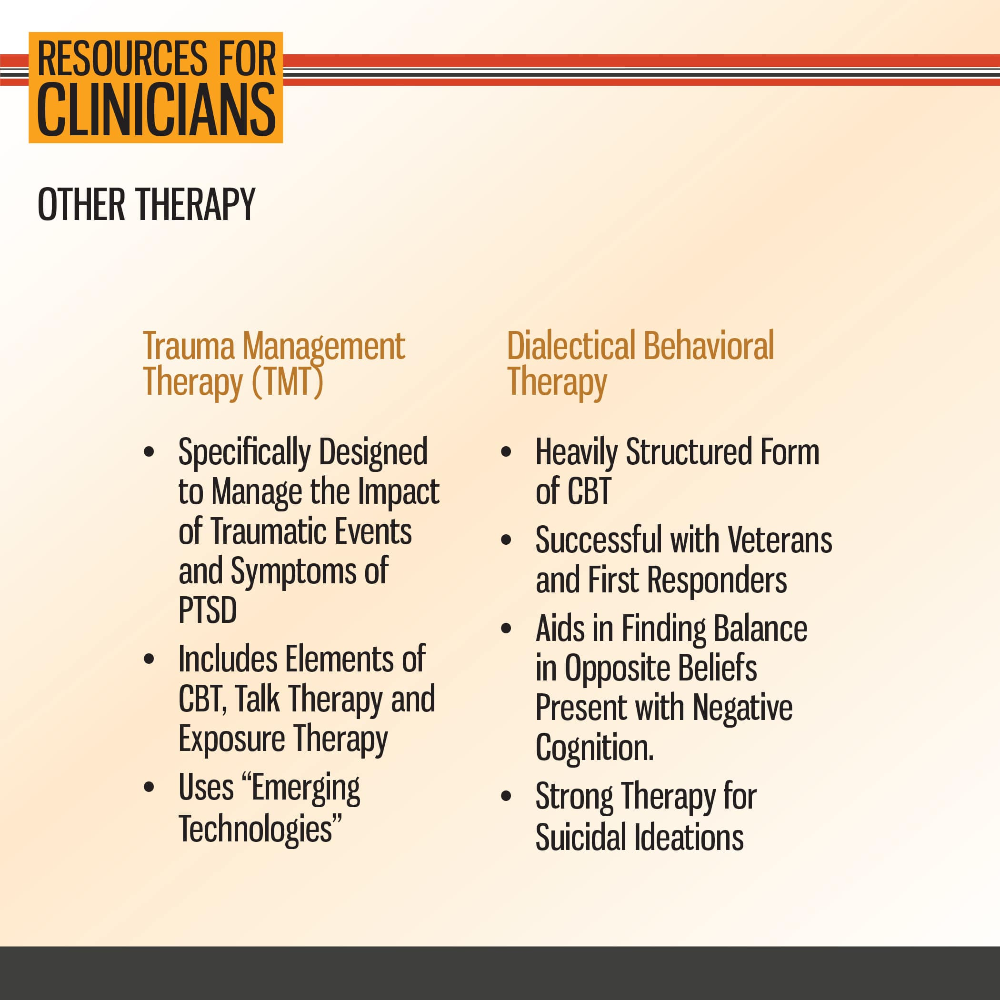 RESOURCES FOR
CLINICIANS
OTHER THERAPY
Trauma Management
Therapy (TMT)
• Specifically Designed
to Manage the Impact
of Traumatic Events
and Symptoms of
PTSD
• Includes Elements of
CBT, Talk Therapy and
Exposure Therapy
• Uses “Emerging
Technologies”
Dialectical Behavioral
Therapy
• Heavily Structured Form
of CBT
• Successful with Veterans
and First Responders
• Aids in Finding Balance
in Opposite Beliefs
Present with Negative
Cognition.
• Strong Therapy for
Suicidal Ideations